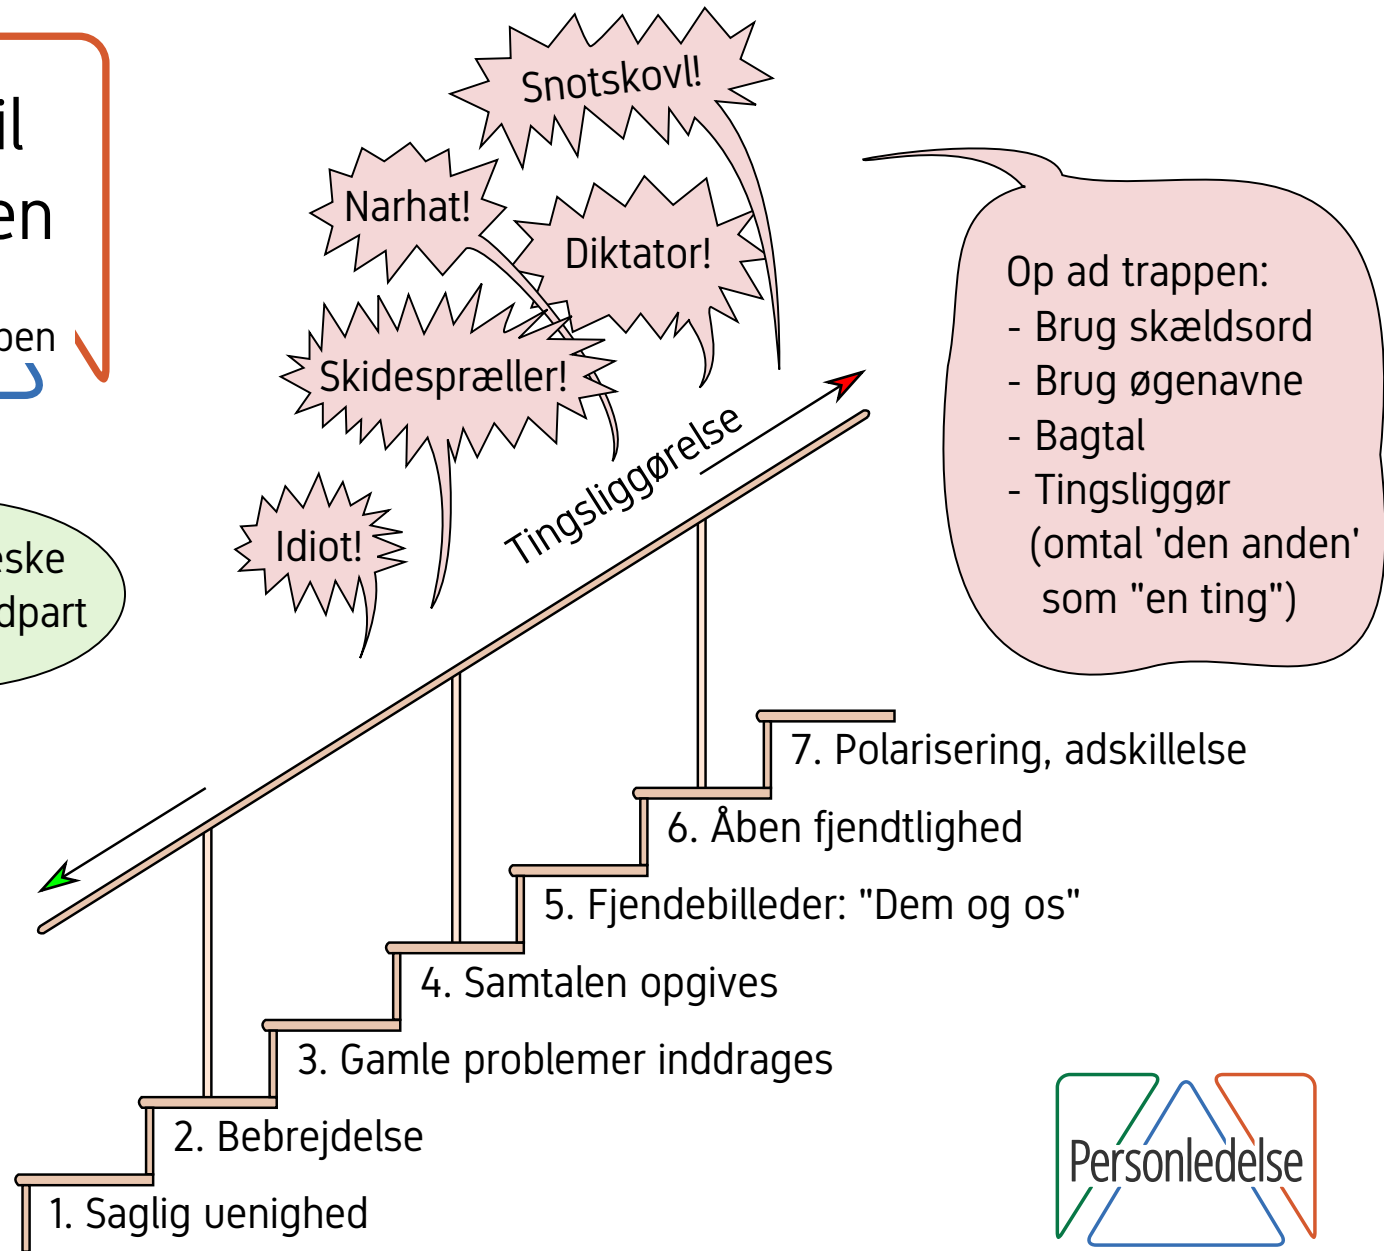 Snotskovl!
Narhat!
Diktator!
Skidespræller!
Idiot!
Tingsliggørelse
Op ad trappen:
- Brug skældsord
- Brug øgenavne
- Bagtal
- Tingsliggør
(omtal 'den anden'
som "en ting")
7. Polarisering, adskillelse
6. Åben fjendtlighed
5. Fjendebilleder: "Dem og os"
4. Samtalen opgives
3. Gamle problemer inddrages
2. Bebrejdelse
1. Saglig uenighed
Personledelse